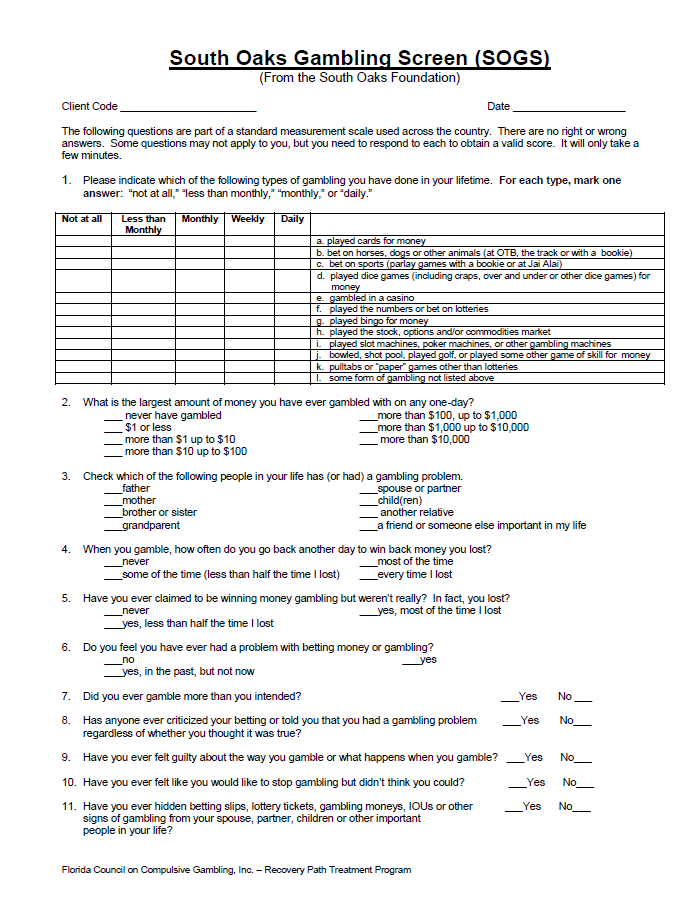 South Oaks Gambling Screen (SOGS)
(From the South Oaks Foundation)
Client Code ______________________ Date __________________
The following questions are part of a standard measurement scale used across the country. There are no right or wrong
answers. Some questions may not apply to you, but you need to respond to each to obtain a valid score. It will only take a
few minutes.
1. Please indicate which of the following types of gambling you have done in your lifetime. For each type, mark one
answer: “not at all,” “less than monthly,” “monthly,” or “daily.”
Not at all Less than Monthly Weekly Daily
Monthly
a. played cards for money
b. bet on horses, dogs or other animals (at OTB, the track or with a bookie)
c. bet on sports (parlay games with a bookie or at Jai Alai)
d. played dice games (including craps, over and under or other dice games) for
money
e. gambled in a casino
f. played the numbers or bet on lotteries
g. played bingo for money
h. played the stock, options and/or commodities market
i. played slot machines, poker machines, or other gambling machines
j. bowled, shot pool, played golf, or played some other game of skill for money
k. pulltabs or "paper" games other than lotteries
l. some form of gambling not listed above
2. What is the largest amount of money you have ever gambled with on any one-day?
___ never have gambled ___more than $100, up to $1,000
___ $1 or less ___more than $1,000 up to $10,000
___ more than $1 up to $10 ___ more than $10,000
___ more than $10 up to $100
3. Check which of the following people in your life has (or had) a gambling problem.
___father ___spouse or partner
___mother ___child(ren)
___brother or sister ___ another relative
___grandparent ___a friend or someone else important in my life
4. When you gamble, how often do you go back another day to win back money you lost?
___never ___most of the time
___some of the time (less than half the time I lost) ___every time I lost
5. Have you ever claimed to be winning money gambling but weren’t really? In fact, you lost?
___never ___yes, most of the time I lost
___yes, less than half the time I lost
6. Do you feel you have ever had a problem with betting money or gambling?
___no ___yes
___yes, in the past, but not now
7. Did you ever gamble more than you intended? ___Yes No ___
8. Has anyone ever criticized your betting or told you that you had a gambling problem ___Yes No___
regardless of whether you thought it was true?
9. Have you ever felt guilty about the way you gamble or what happens when you gamble? ___Yes No___
10. Have you ever felt like you would like to stop gambling but didn’t think you could? ___Yes No___
11. Have you ever hidden betting slips, lottery tickets, gambling moneys, IOUs or other ___Yes No___
signs of gambling from your spouse, partner, children or other important
people in your life?
Florida Council on Compulsive Gambling, Inc. – Recovery Path Treatment Program